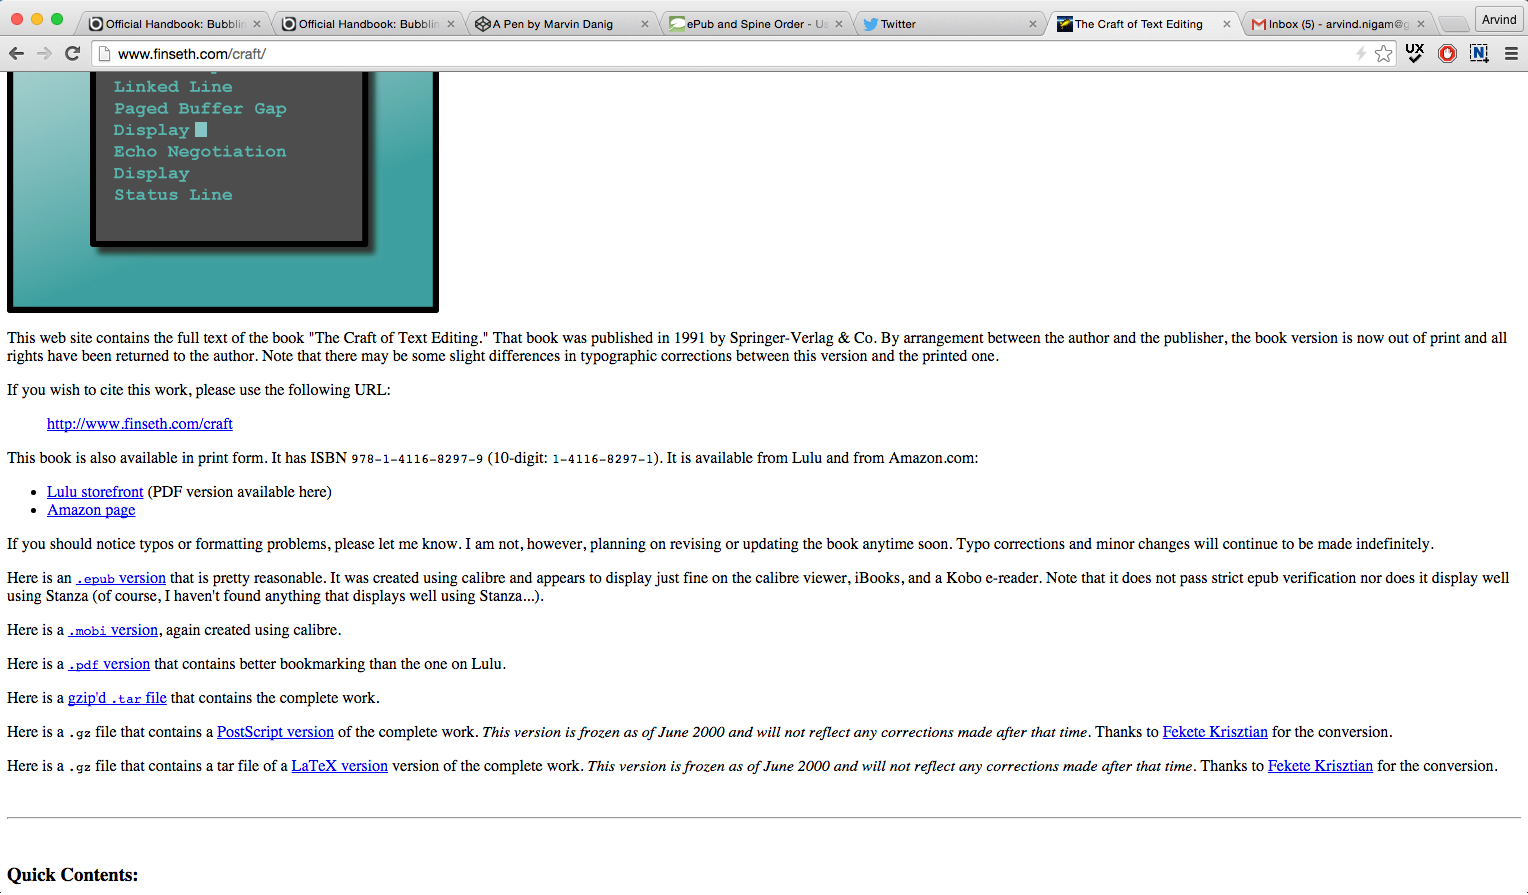 Official Handbook: Bubblin
Official Handbook: Bubblin
A Pen by Marvin Danig
ePub and Spine Order - Us
Twitter
The Craft of Text Editing
Inbox (5) - arvind.nigam@g
Arvind
www.finseth.com/craft/
UX
N
Linked Line
Paged Buffer Gap
Display
Echo Negotiation
Display
Status Line
This web site contains the full text of the book "The Craft of Text Editing." That book was published in 1991 by Springer-Verlag & Co. By arrangement between the author and the publisher, the book version is now out of print and all
rights have been returned to the author. Note that there may be some slight differences in typographic corrections between this version and the printed one.
If you wish to cite this work, please use the following URL:
http://www.finseth.com/craft
This book is also available in print form. It has ISBN 978-1-4116-8297-9 (10-digit: 1-4116-8297-1). It is available from Lulu and from Amazon.com:
• Lulu storefront (PDF version available here)
• Amazon page
If you should notice typos or formatting problems, please let me know. I am not, however, planning on revising or updating the book anytime soon. Typo corrections and minor changes will continue to be made indefinitely.
Here is an .epub version that is pretty reasonable. It was created using calibre and appears to display just fine on the calibre viewer, iBooks, and a Kobo e-reader. Note that it does not pass strict epub verification nor does it display well
using Stanza (of course, I haven't found anything that displays well using Stanza...).
Here is a .mobi version, again created using calibre.
Here is a .pdf version that contains better bookmarking than the one on Lulu.
Here is a gzip'd .tar file that contains the complete work.
Here is a .gz file that contains a PostScript version of the complete work. This version is frozen as of June 2000 and will not reflect any corrections made after that time. Thanks to Fekete Krisztian for the conversion.
Here is a .gz file that contains a tar file of a LaTeX version version of the complete work. This version is frozen as of June 2000 and will not reflect any corrections made after that time. Thanks to Fekete Krisztian for the conversion.
Quick Contents: